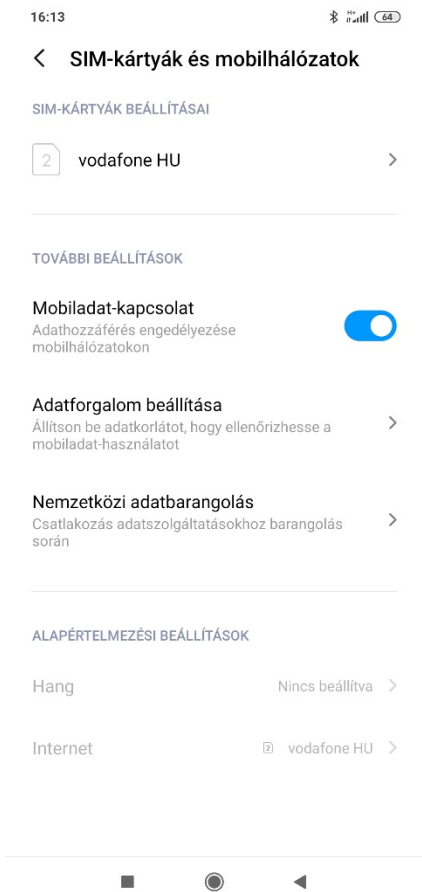 16:13
H+
64
SIM-kártyák és mobilhálózatok
SIM-KÁRTYÁK BEÁLLÍTÁSAI
2 vodafone HU
TOVÁBBI BEÁLLÍTÁSOK
Mobiladat-kapcsolat
Adathozzáférés engedélyezése
mobilhálózatokon
Adatforgalom beállítása
Állítson be adatkorlátot, hogy ellenőrizhesse a
mobiladat-használatot
Nemzetközi adatbarangolás
Csatlakozás adatszolgáltatásokhoz barangolás
során
ALAPÉRTELMEZÉSI BEÁLLÍTÁSOK
Hang Nincs beállítva
Internet 2 vodafone HU